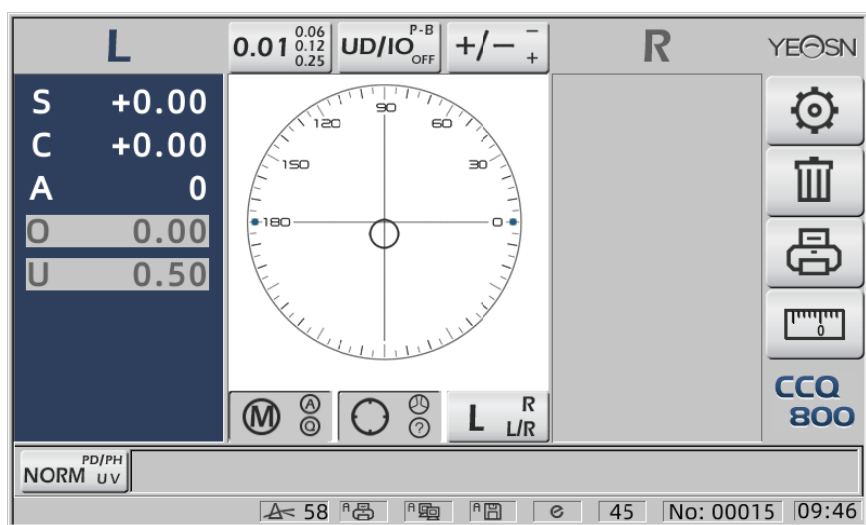 L
0.01 0.06 0.12 0.25
UD/IO P-B OFF
+/− − +
R
YEOSN
S +0.00
C +0.00
A 0
O 0.00
U 0.50
90
120 60
150 30
180 0
0
CCQ
800
M A Q
?
L R L/R
NORM PD/PH UV
58
A
A
A
e
45
No: 00015
09:46